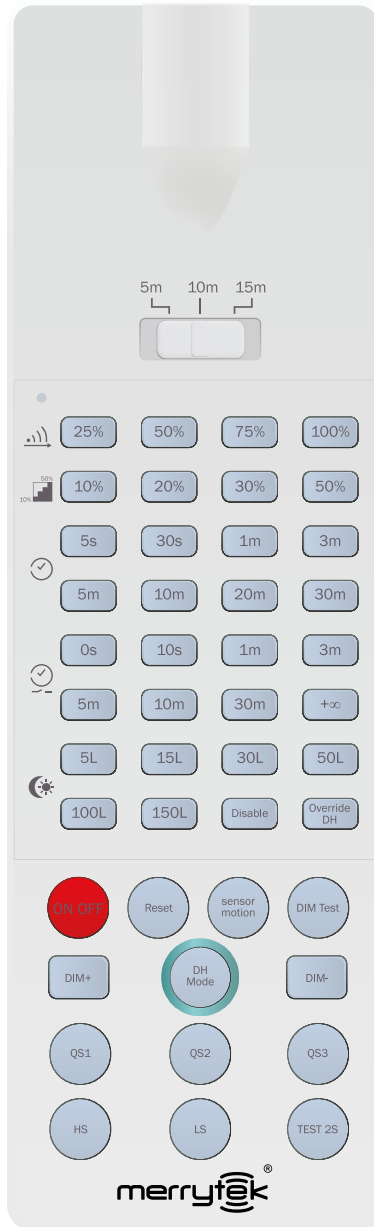 5m 10m 15m
25% 50% 75% 100%
50%
10%
10% 20% 30% 50%
5s 30s 1m 3m
5m 10m 20m 30m
0s 10s 1m 3m
5m 10m 30m +∞
5L 15L 30L 50L
100L 150L Disable Override DH
ON OFF Reset sensor motion DIM Test
DIM+ DH Mode DIM-
QS1 QS2 QS3
HS LS TEST 2S
merrytek®